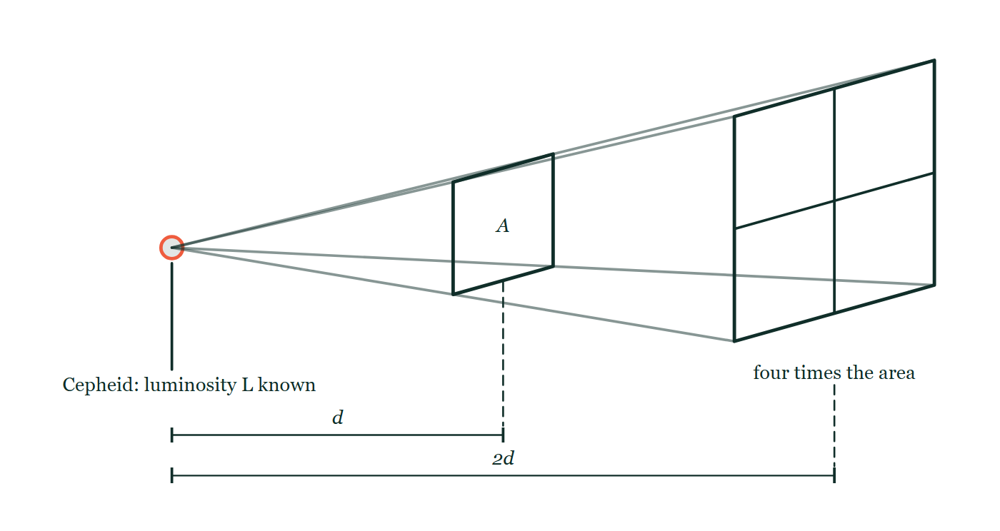 A
four times the area
Cepheid: luminosity L known
d
2d